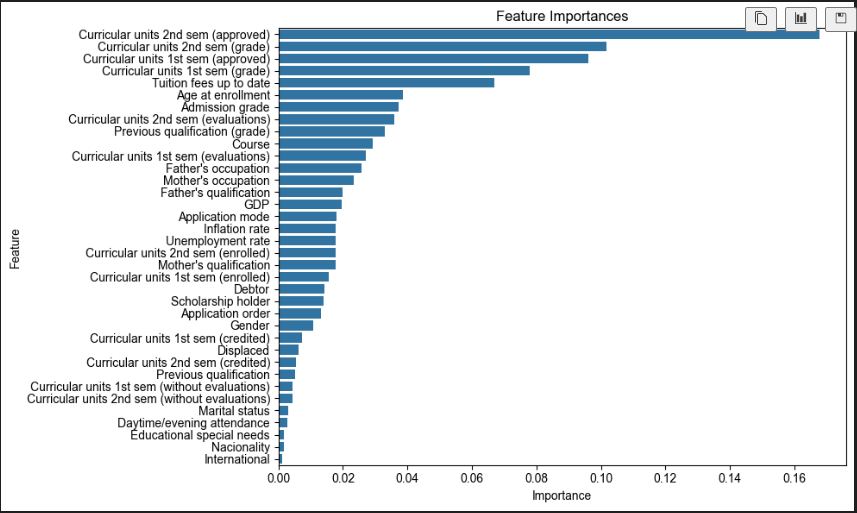 Feature Importances
Curricular units 2nd sem (approved)
Curricular units 2nd sem (grade)
Curricular units 1st sem (approved)
Curricular units 1st sem (grade)
Tuition fees up to date
Age at enrollment
Admission grade
Curricular units 2nd sem (evaluations)
Previous qualification (grade)
Course
Curricular units 1st sem (evaluations)
Father's occupation
Mother's occupation
Father's qualification
GDP
Application mode
Inflation rate
Unemployment rate
Curricular units 2nd sem (enrolled)
Mother's qualification
Curricular units 1st sem (enrolled)
Debtor
Scholarship holder
Application order
Gender
Curricular units 1st sem (credited)
Displaced
Curricular units 2nd sem (credited)
Previous qualification
Curricular units 1st sem (without evaluations)
Curricular units 2nd sem (without evaluations)
Marital status
Daytime/evening attendance
Educational special needs
Nacionality
International
Feature
0.00 0.02 0.04 0.06 0.08 0.10 0.12 0.14 0.16
Importance